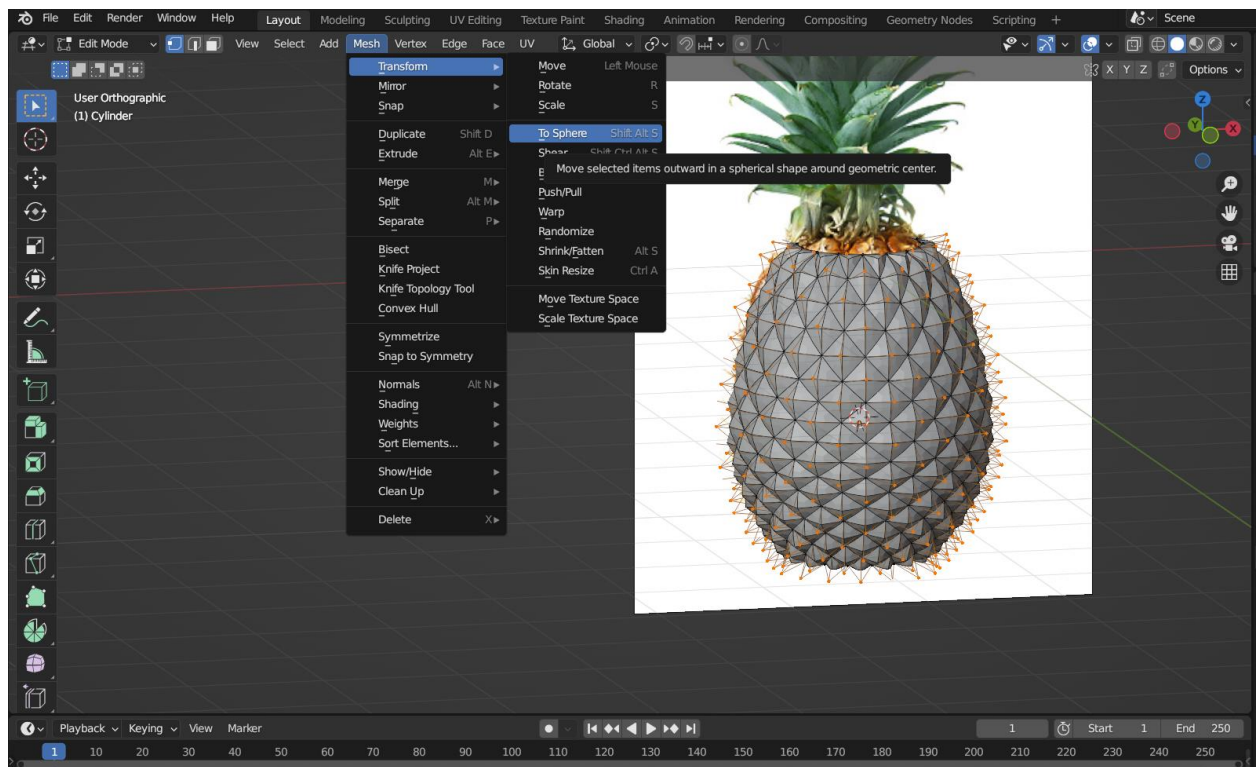 File Edit Render Window Help Layout Modeling Sculpting UV Editing Texture Paint Shading Animation Rendering Compositing Geometry Nodes Scripting + Scene
Edit Mode View Select Add Mesh Vertex Edge Face UV Global
X Y Z Options
User Orthographic
(1) Cylinder
Transform
Mirror
Snap
Duplicate Shift D
Extrude Alt E
Merge M
Split Alt M
Separate P
Bisect
Knife Project
Knife Topology Tool
Convex Hull
Symmetrize
Snap to Symmetry
Normals Alt N
Shading
Weights
Sort Elements...
Show/Hide
Clean Up
Delete X
Move Left Mouse
Rotate R
Scale S
To Sphere Shift Alt S
Shear Shift Ctrl Alt S
Move selected items outward in a spherical shape around geometric center.
Push/Pull
Warp
Randomize
Shrink/Fatten Alt S
Skin Resize Ctrl A
Move Texture Space
Scale Texture Space
Z
Y
X
Playback Keying View Marker 1 Start 1 End 250
1 10 20 30 40 50 60 70 80 90 100 110 120 130 140 150 160 170 180 190 200 210 220 230 240 250